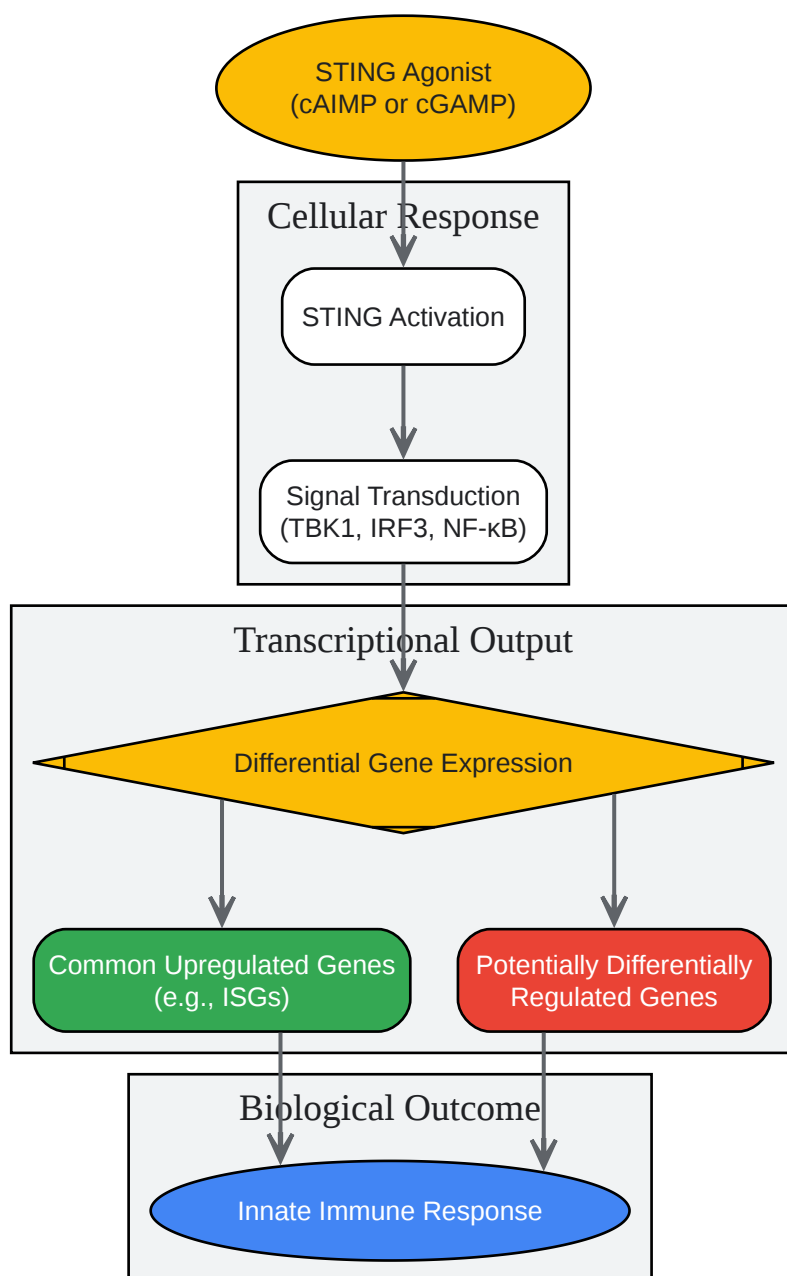 STING Agonist
(cAIMP or cGAMP)
Cellular Response
STING Activation
Signal Transduction
(TBK1, IRF3, NF-κB)
Transcriptional Output
Differential Gene Expression
Common Upregulated Genes
(e.g., ISGs)
Potentially Differentially
Regulated Genes
Biological Outcome
Innate Immune Response